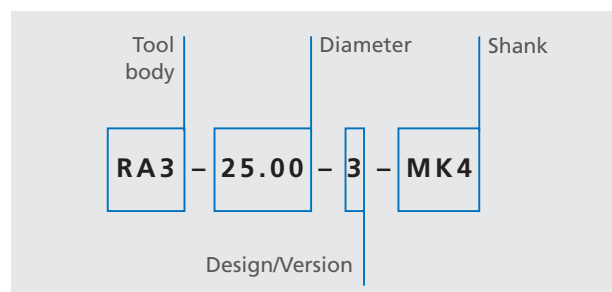 Tool body
Diameter
Shank
RA3 – 25.00 – 3 – MK4
Design/Version